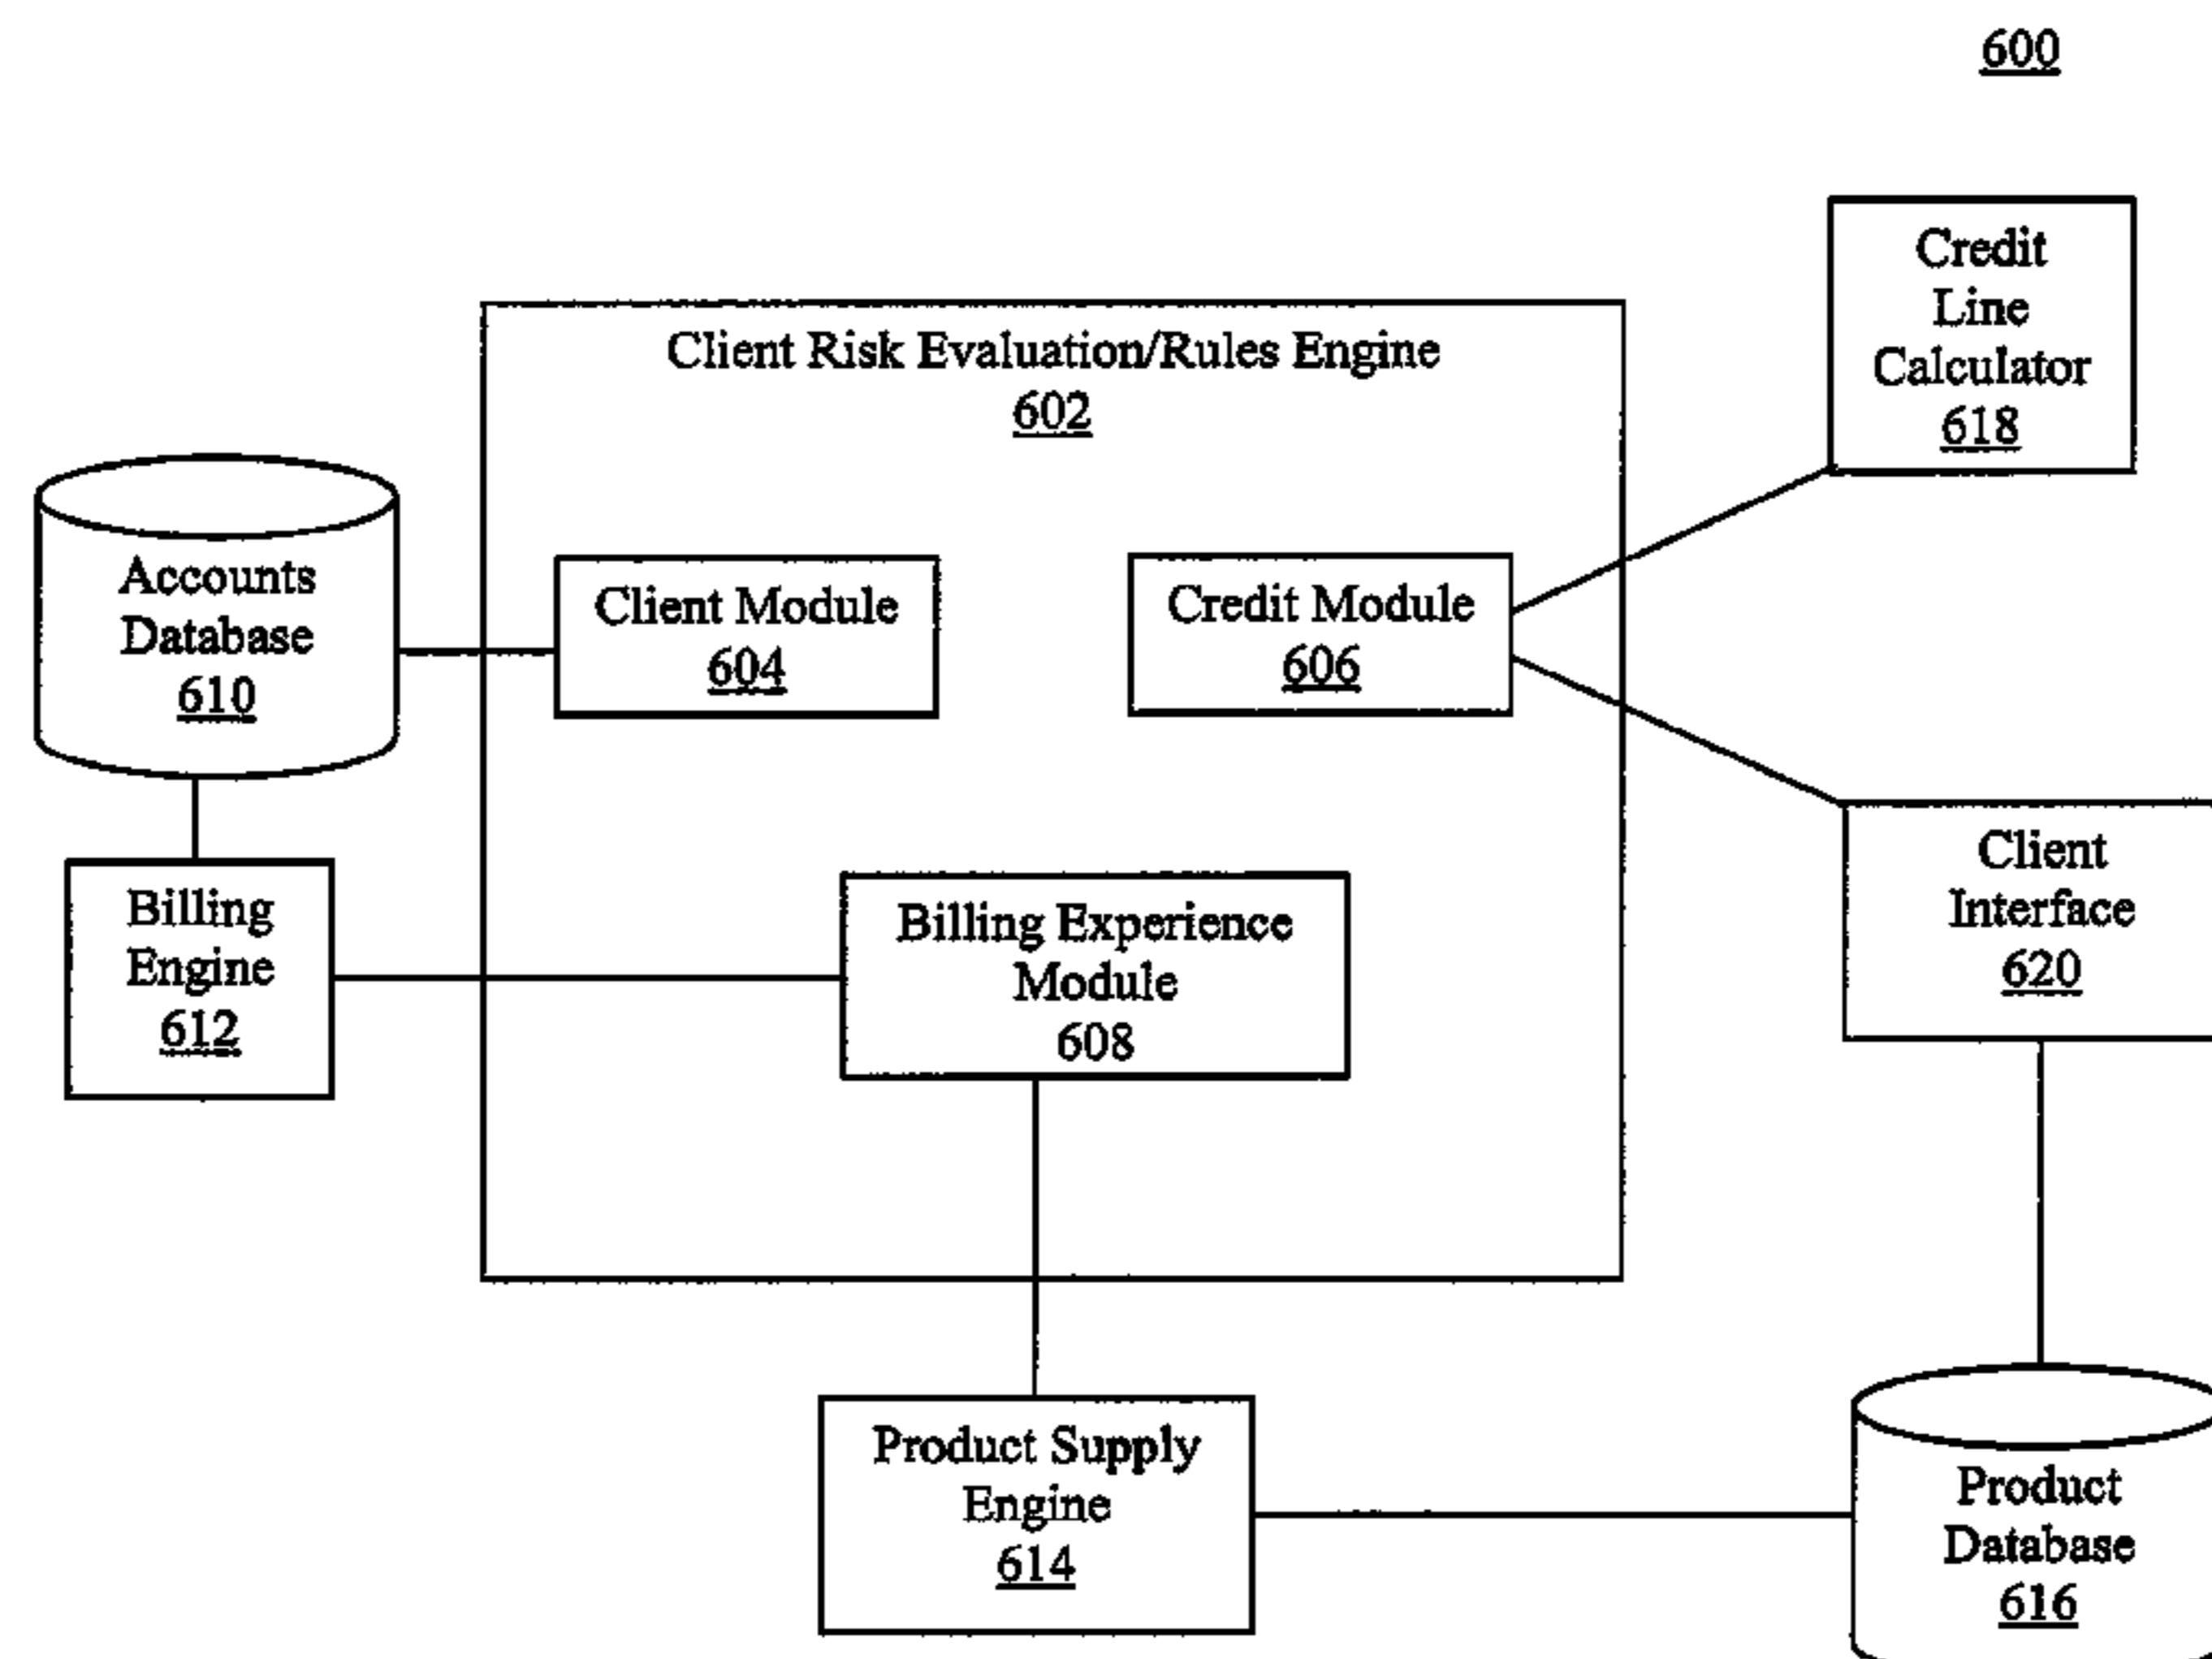 600
Credit
Line
Calculator
618
Client Risk Evaluation/Rules Engine
602
Accounts
Database
610
Client Module
604
Credit Module
606
Billing
Engine
612
Billing Experience
Module
608
Client
Interface
620
Product Supply
Engine
614
Product
Database
616